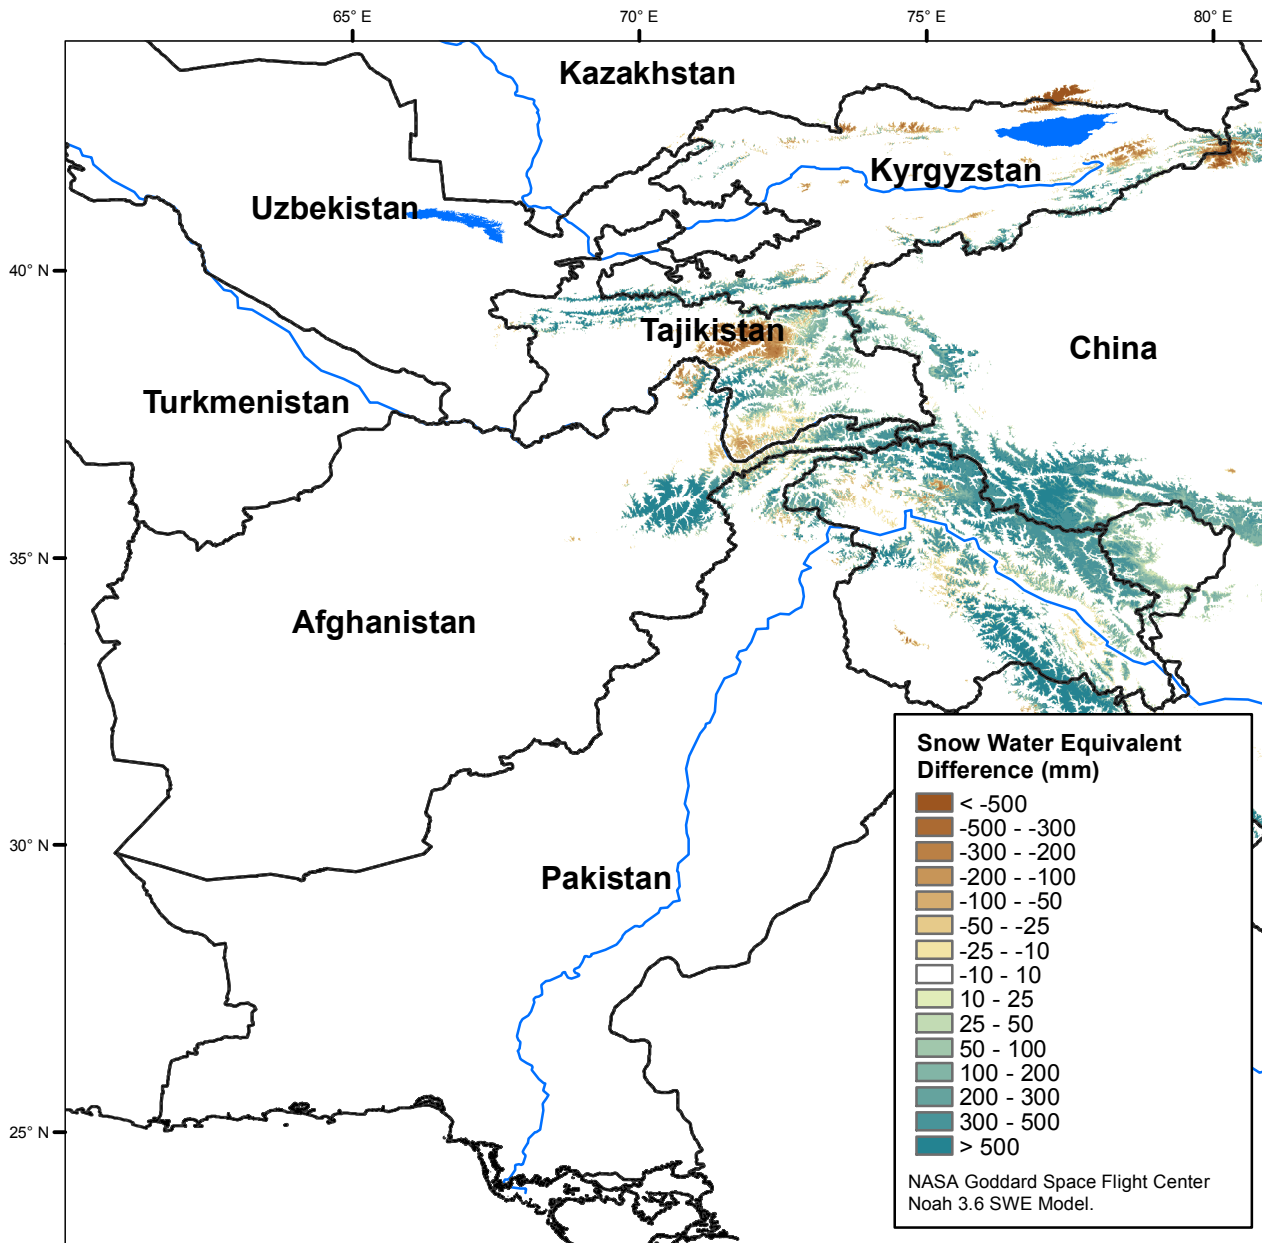 65° E
70° E
75° E
80° E
Kazakhstan
Kyrgyzstan
Uzbekistan
40° N
Tajikistan
China
Turkmenistan
35° N
Afghanistan
30° N
Pakistan
25° N
Snow Water Equivalent
Difference (mm)
< -500
-500 - -300
-300 - -200
-200 - -100
-100 - -50
-50 - -25
-25 - -10
-10 - 10
10 - 25
25 - 50
50 - 100
100 - 200
200 - 300
300 - 500
> 500
NASA Goddard Space Flight Center
Noah 3.6 SWE Model.